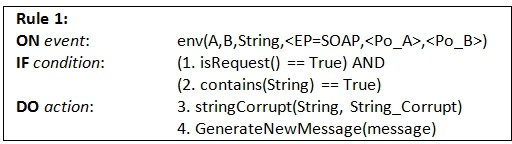 Rule 1:
ON event: env(A,B,String,<EP=SOAP,<Po_A>,<Po_B>)
IF condition: (1. isRequest() == True) AND
(2. contains(String) == True)
DO action: 3. stringCorrupt(String, String_Corrupt)
4. GenerateNewMessage(message)